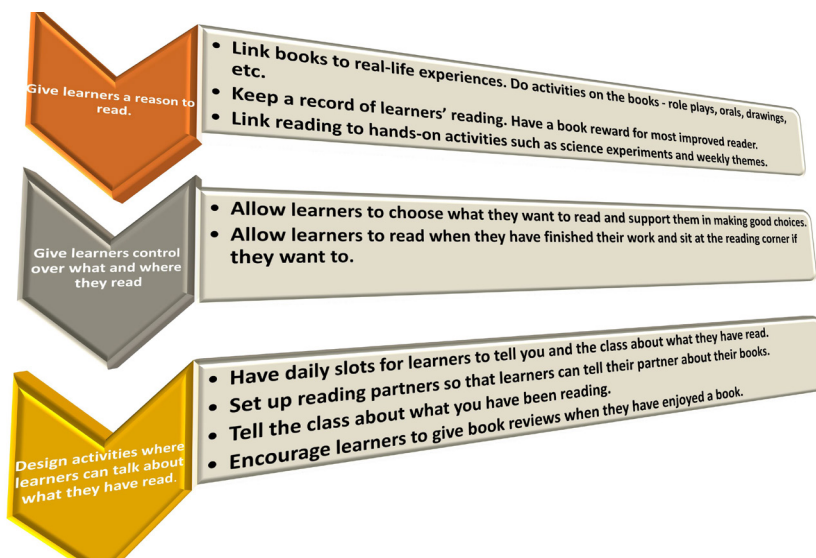 Give learners a reason to
read.
• Link books to real-life experiences. Do activities on the books - role plays, orals, drawings,
etc.
• Keep a record of learners' reading. Have a book reward for most improved reader.
• Link reading to hands-on activities such as science experiments and weekly themes.
Give learners control
over what and where
they read
• Allow learners to choose what they want to read and support them in making good choices.
• Allow learners to read when they have finished their work and sit at the reading corner if
they want to.
Design activities where
learners can talk about
what they have read.
• Have daily slots for learners to tell you and the class about what they have read.
• Set up reading partners so that learners can tell their partner about their books.
• Tell the class about what you have been reading.
• Encourage learners to give book reviews when they have enjoyed a book.